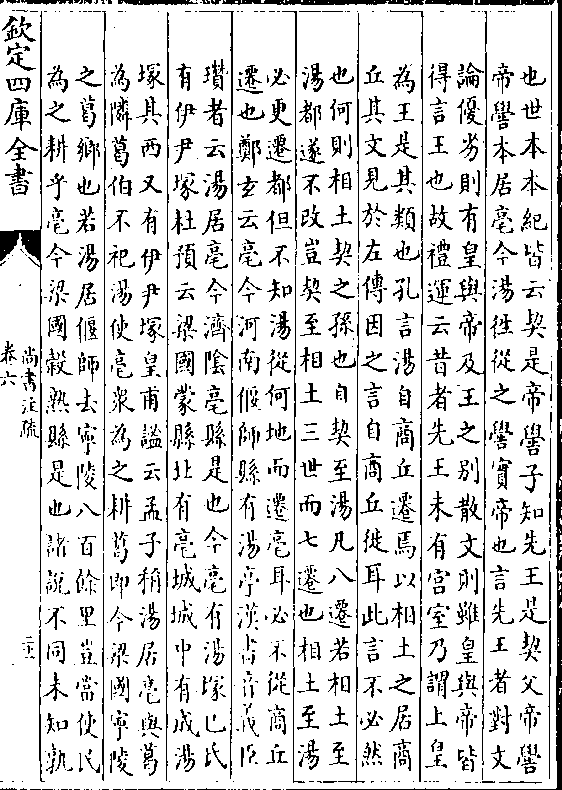 也世本本紀皆云契是帝嚳子知先王是契父帝嚳
帝嚳本居亳今湯徃從之嚳實帝也言先王者對文
論優劣則有皇與帝及王之别散文則雖皇與帝皆
得言王也故禮運云昔者先王未有宫室乃謂上皇
為王是其類也孔言湯自商丘遷焉以相土之居商
丘其文見於左傳因之言自商丘徙耳此言不必然
也何則相土契之孫也自契至湯凡八遷若相土至
湯都遂不改豈契至相土三世而七遷也相土至湯
必更遷都但不知湯從何地而遷亳耳必不從商丘
遷也鄭玄云亳今河南偃師縣有湯亭漢書音義臣
瓚者云湯居亳今濟隂亳縣是也今亳有湯塚已氏
有伊尹塚杜預云梁國蒙縣北有亳城城中有成湯
塚其西又有伊尹塚皇甫謐云孟子稱湯居亳與葛
為隣葛伯不祀湯使亳衆為之耕葛即今梁國寧陵
之葛鄉也若湯居偃師去寧陵八百餘里豈當使民
為之耕乎亳今梁國穀熟縣是也諸說不同未知孰
欽定四庫全書
尚書注疏
卷六
二十三